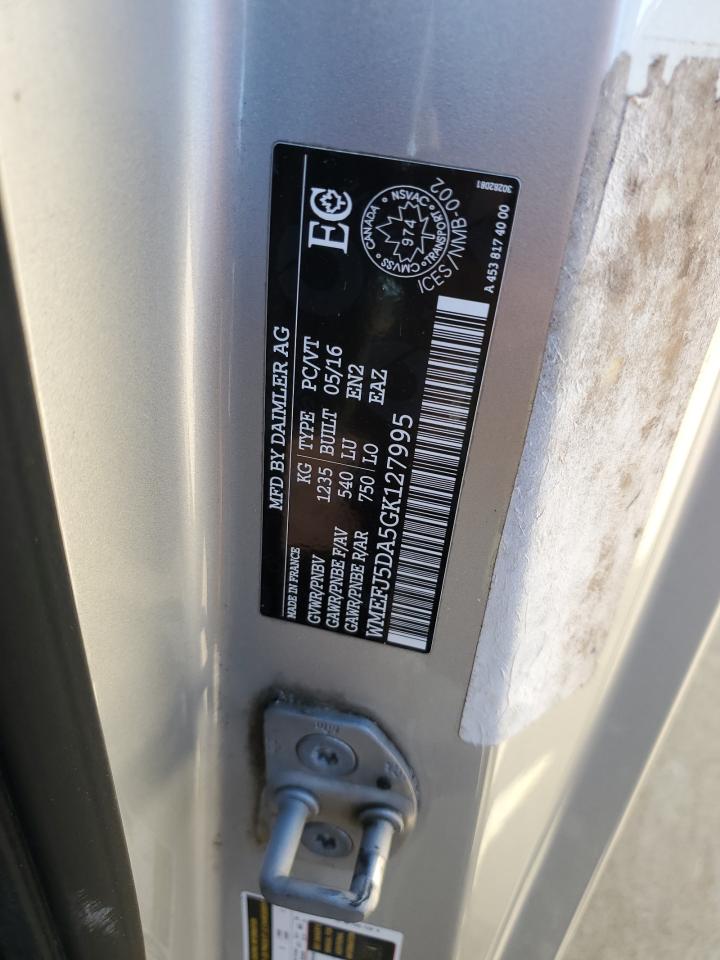 MADE IN FRANCE MFD BY DAIMLER AG
KG TYPE PC/VT
GVWR/PNBV 1235 BUILT 05/16
GAWR/PNBE F/AV 540 LU EN2
GAWR/PNBE R/AR 750 LO EAZ
WMEFJ5DA5GK127995
EC
CANADA
NSVAC
974
TRANSPORT
CMVSS
ICES/NMB-002
A 453 817 40 00
30282081